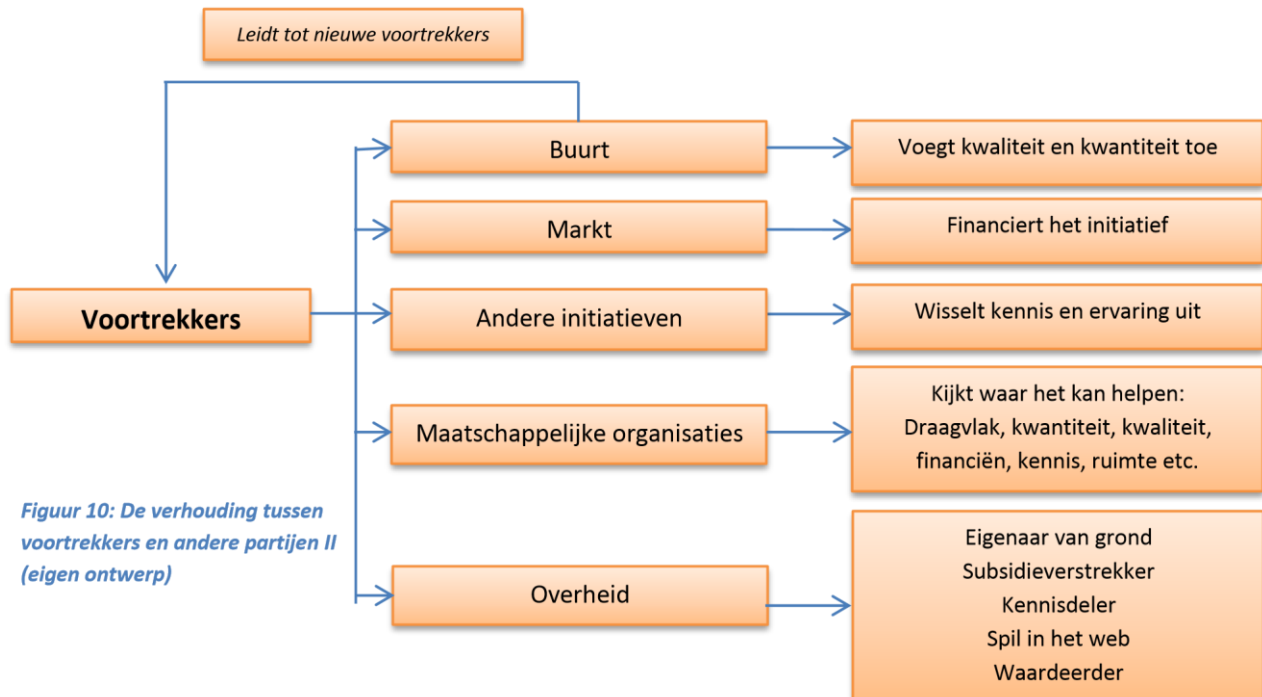 Leidt tot nieuwe voortrekkers
Buurt
Voegt kwaliteit en kwantiteit toe
Markt
Financiert het initiatief
Voortrekkers
Andere initiatieven
Wisselt kennis en ervaring uit
Maatschappelijke organisaties
Kijkt waar het kan helpen:
Draagvlak, kwantiteit, kwaliteit,
financiën, kennis, ruimte etc.
Figuur 10: De verhouding tussen
voortrekkers en andere partijen II
(eigen ontwerp)
Overheid
Eigenaar van grond
Subsidieverstrekker
Kennisdeler
Spil in het web
Waardeerder